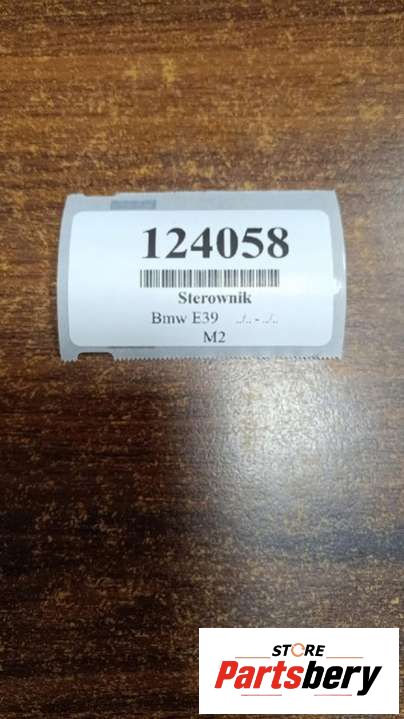 124058
Sterownik
Bmw E39 ../.. - ../..
M2
STORE
Partsbery